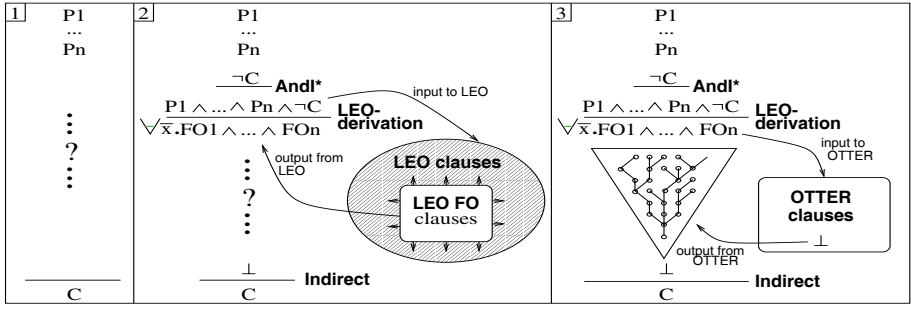 1
P1
...
Pn
?
C
2
P1
...
Pn
¬C
AndI*
P1 ∧ ... ∧ Pn ∧ ¬C
LEO-
derivation
∀x̅.FO1 ∧ ... ∧ FOn
input to LEO
output from
LEO
LEO clauses
LEO FO
clauses
?
⊥
Indirect
C
3
P1
...
Pn
¬C
AndI*
P1 ∧ ... ∧ Pn ∧ ¬C
LEO-
derivation
∀x̅.FO1 ∧ ... ∧ FOn
input to
OTTER
OTTER
clauses
⊥
output from
OTTER
⊥
Indirect
C